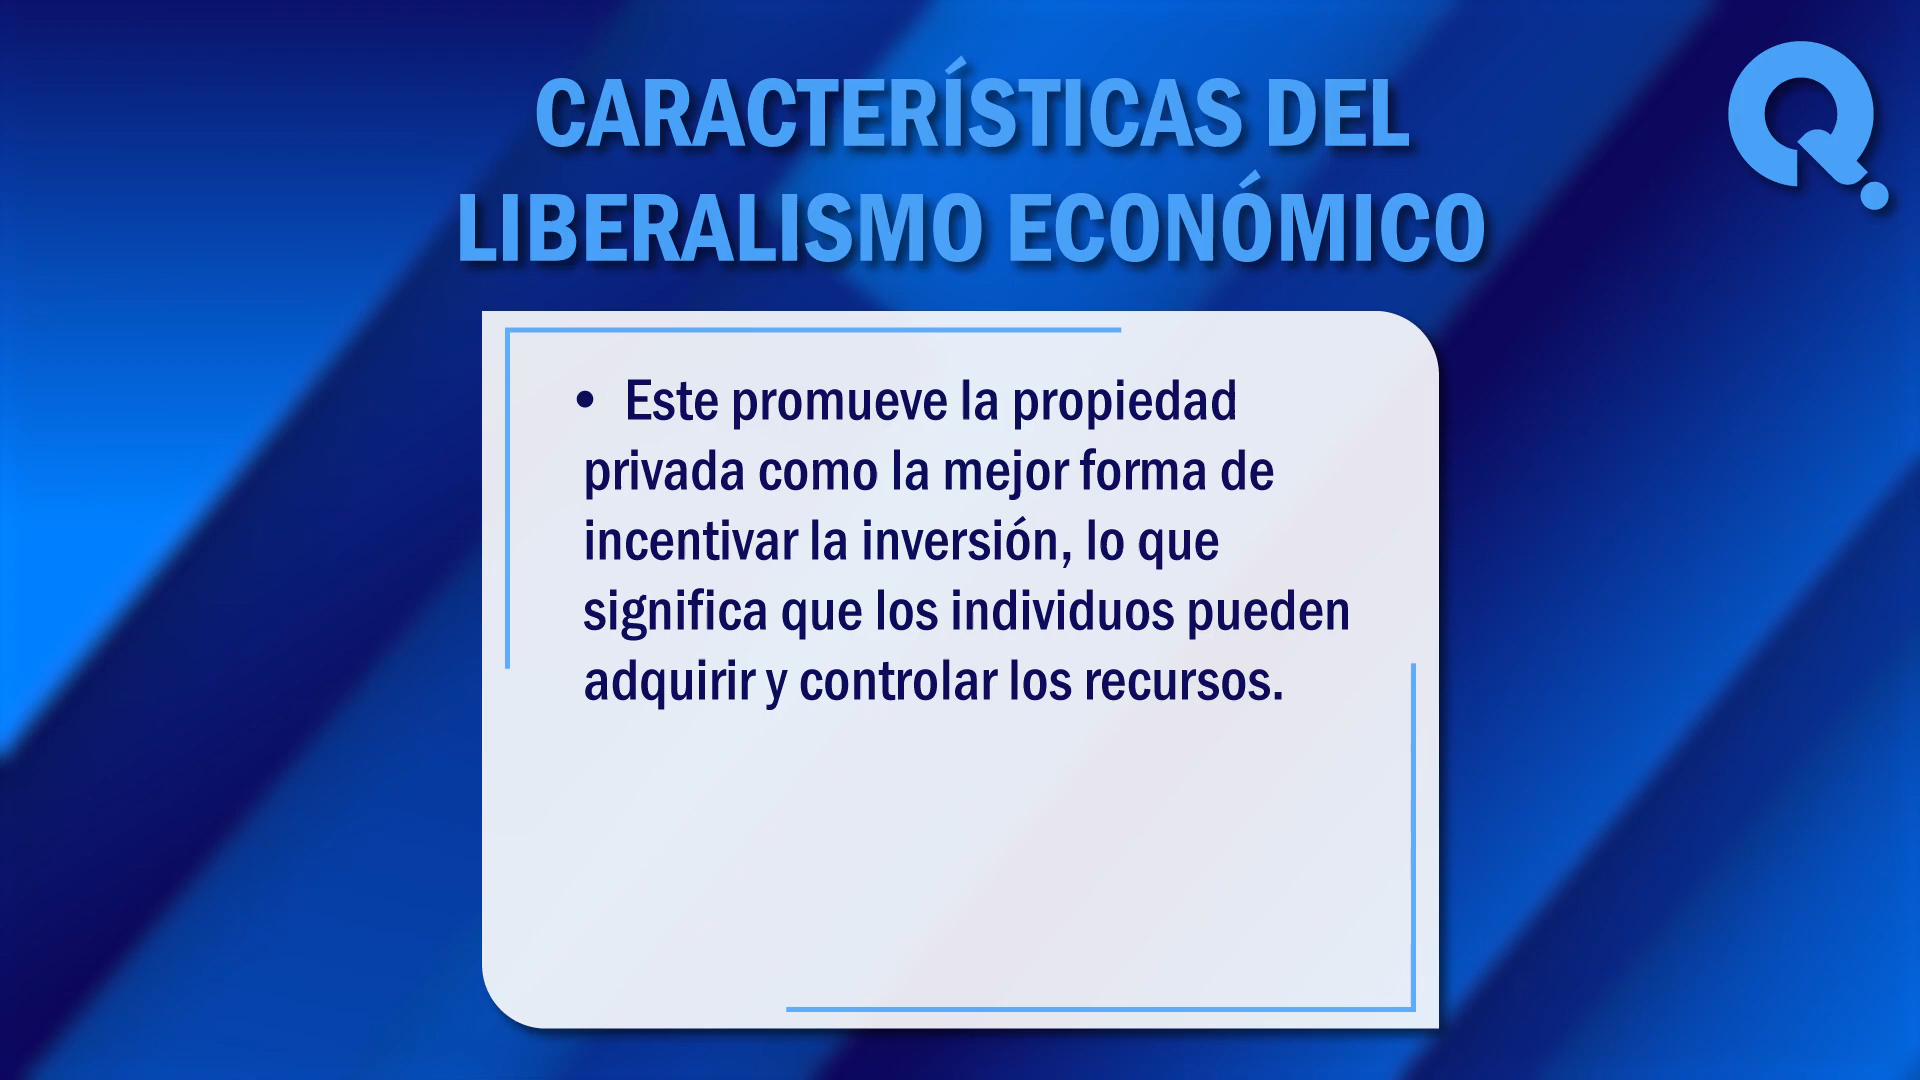 CARACTERÍSTICAS DEL
LIBERALISMO ECONÓMICO
• Este promueve la propiedad
privada como la mejor forma de
incentivar la inversión, lo que
significa que los individuos pueden
adquirir y controlar los recursos.